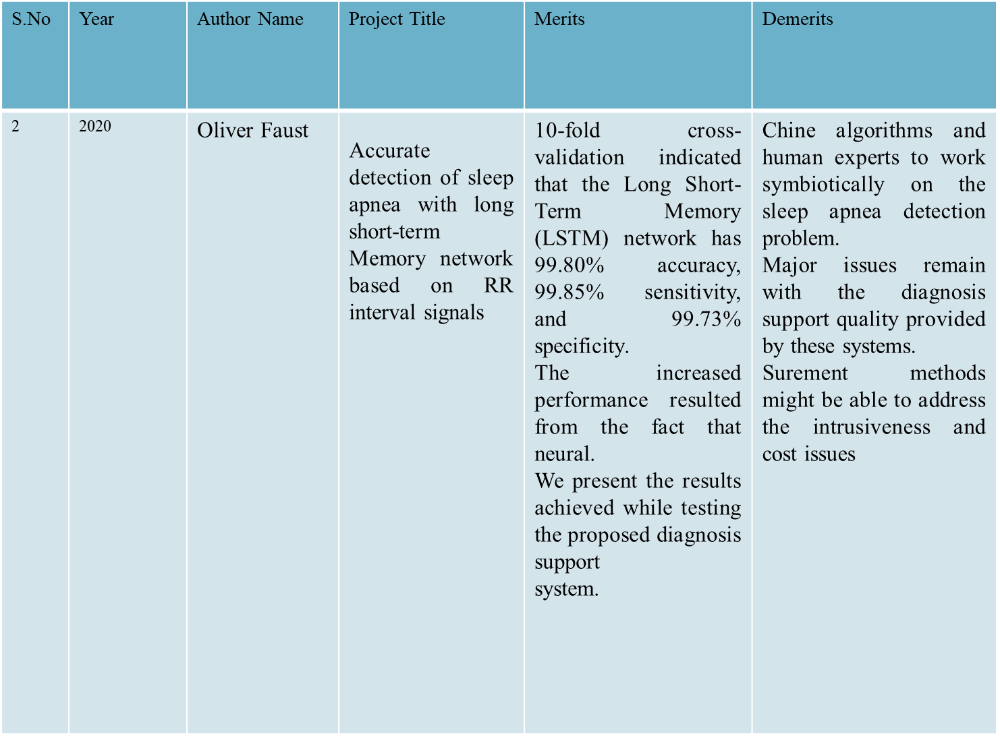 S.No
Year
Author Name
Project Title
Merits
Demerits
2
2020
Oliver Faust
Accurate
detection of sleep
apnea with long
short-term
Memory network
based on RR
interval signals
10-fold cross-
validation indicated
that the Long Short-
Term Memory
(LSTM) network has
99.80% accuracy,
99.85% sensitivity,
and 99.73%
specificity.
The increased
performance resulted
from the fact that
neural.
We present the results
achieved while testing
the proposed diagnosis
support
system.
Chine algorithms and
human experts to work
symbiotically on the
sleep apnea detection
problem.
Major issues remain
with the diagnosis
support quality provided
by these systems.
Surement methods
might be able to address
the intrusiveness and
cost issues